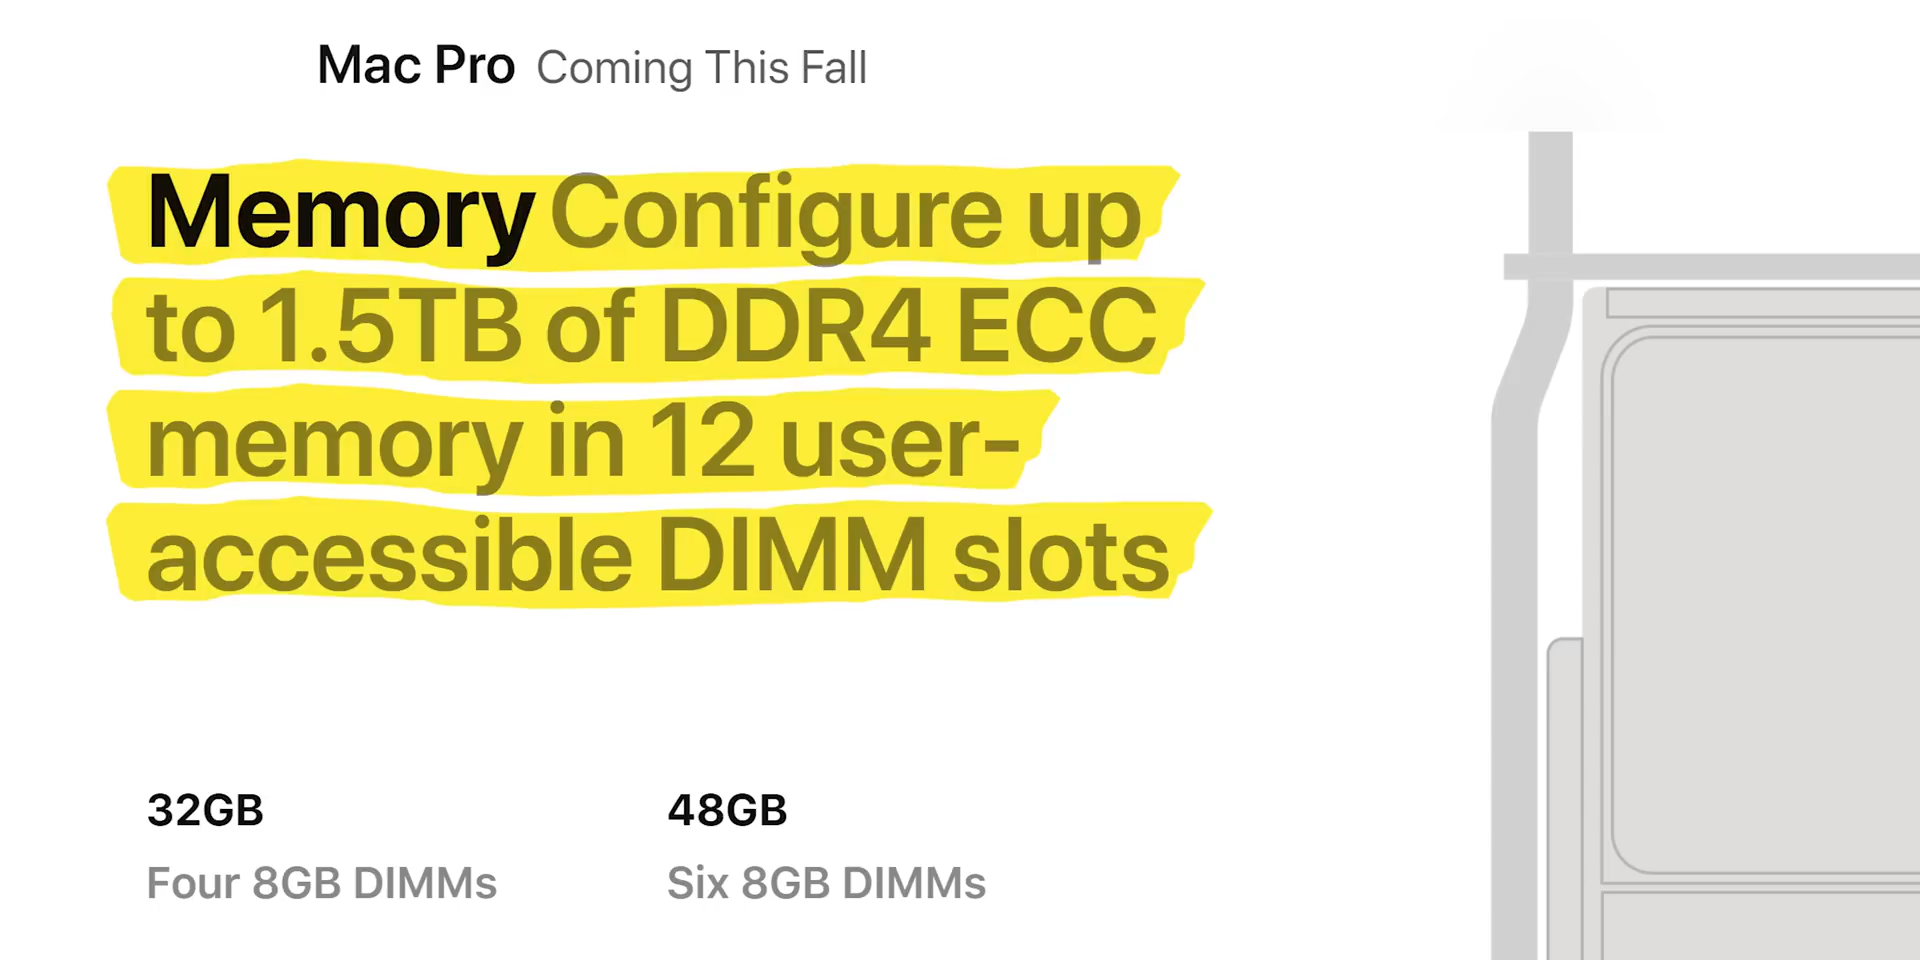 Mac Pro Coming This Fall
Memory Configure up
to 1.5TB of DDR4 ECC
memory in 12 user-
accessible DIMM slots
32GB
Four 8GB DIMMs
48GB
Six 8GB DIMMs